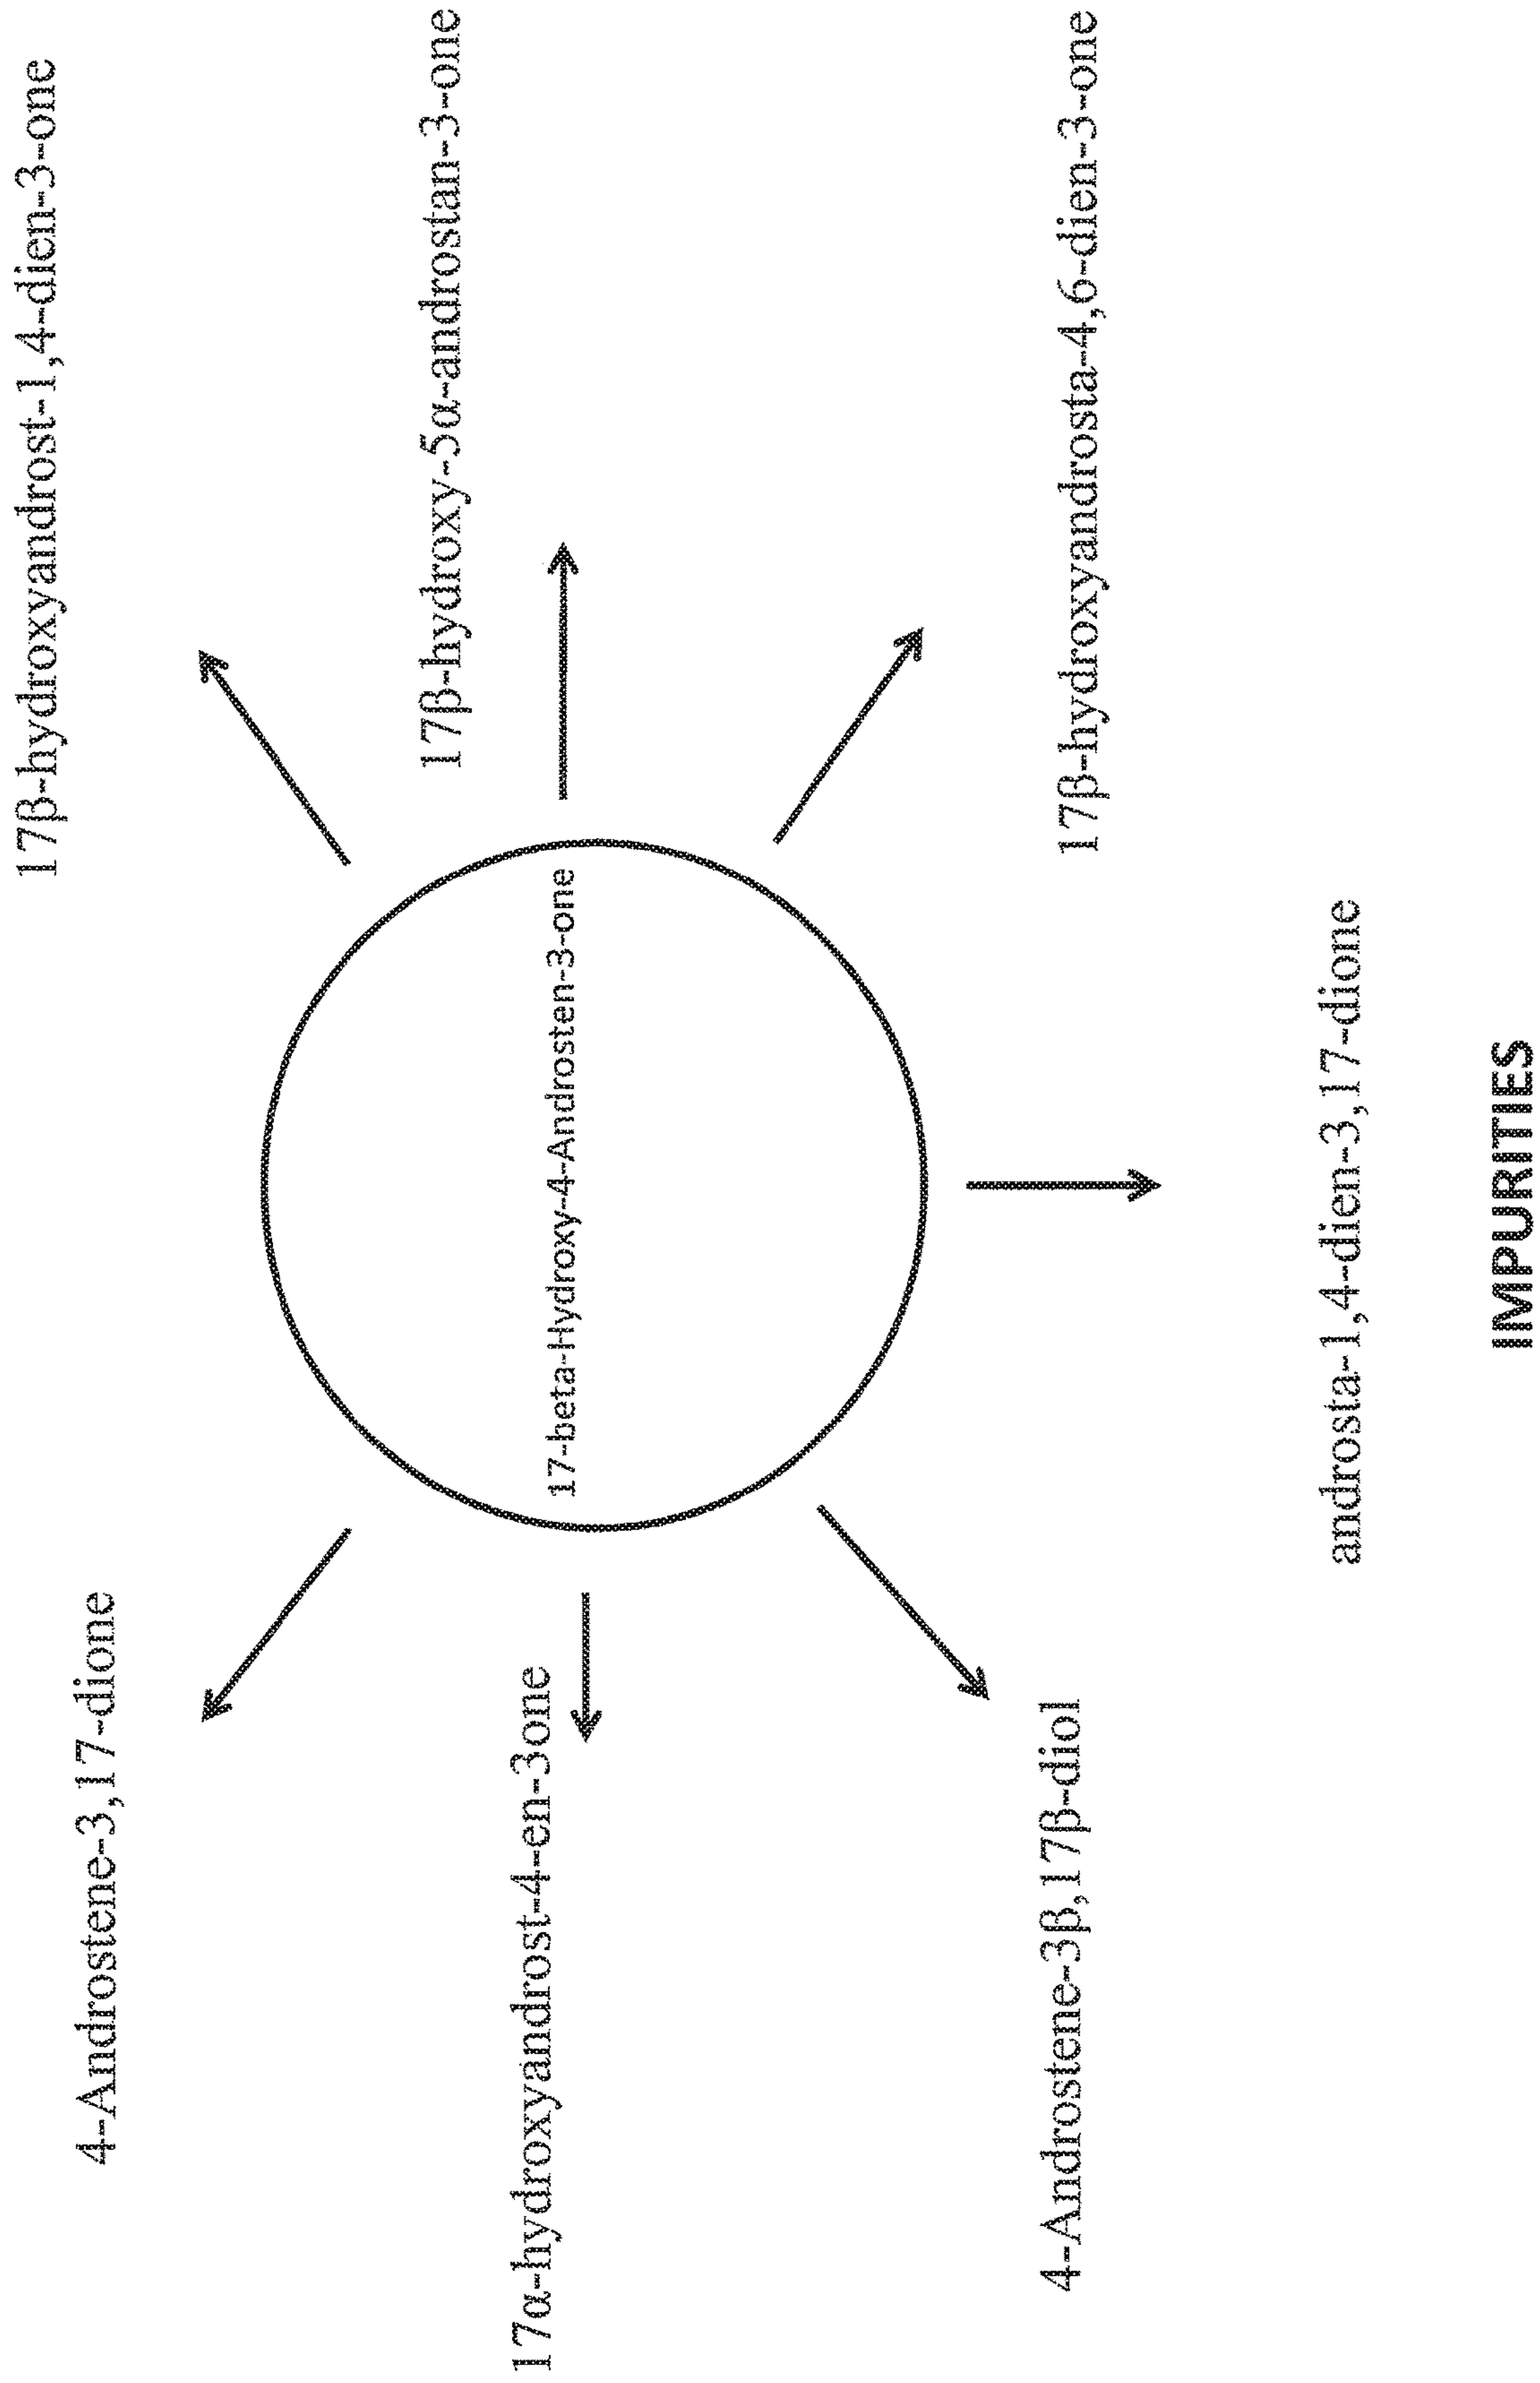 4-Androstene-3,17-dione
17β-hydroxyandrost-1,4-dien-3-one
17β-hydroxy-5α-androstan-3-one
17α-hydroxyandrost-4-en-3one
17-beta-Hydroxy-4-Androsten-3-one
4-Androstene-3β,17β-diol
17β-hydroxyandrosta-4,6-dien-3-one
androsta-1,4-dien-3,17-dione
IMPURITIES